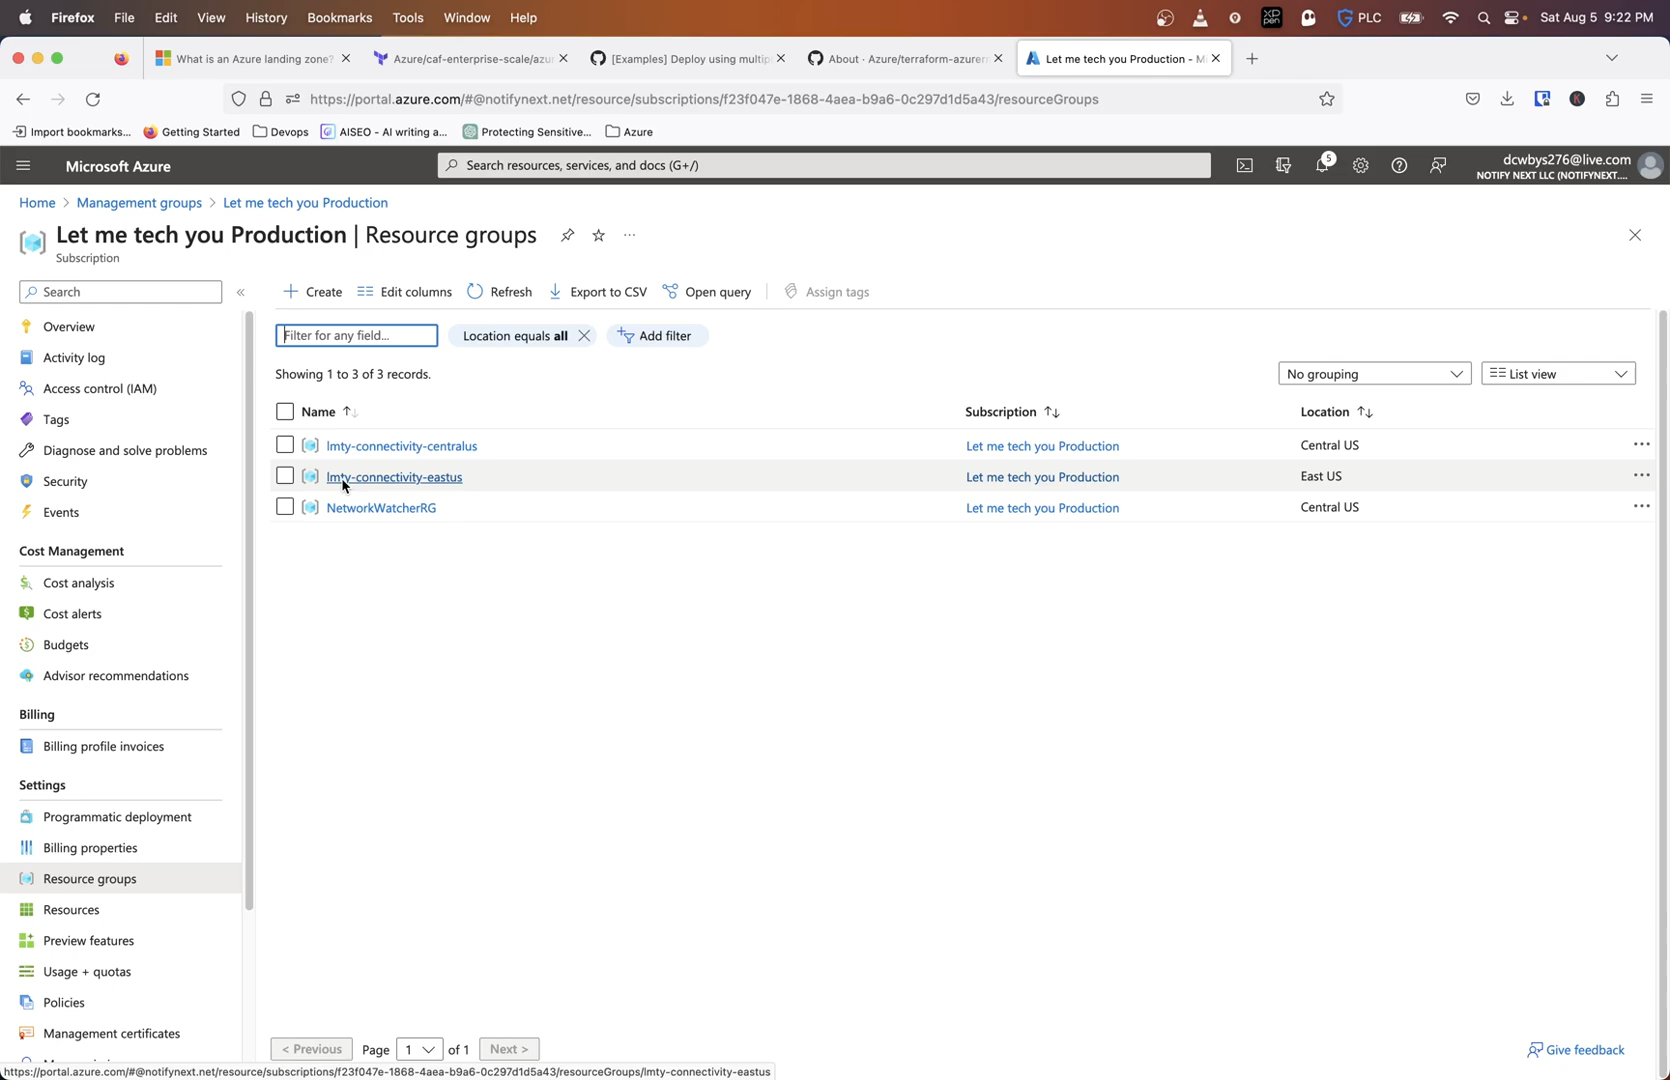 Firefox File Edit View History Bookmarks Tools Window Help PLC Sat Aug 5 9:22 PM
What is an Azure landing zone? Azure/caf-enterprise-scale/azur [Examples] Deploy using multip About · Azure/terraform-azurerm Let me tech you Production - M
https://portal.azure.com/#@notifynext.net/resource/subscriptions/f23f047e-1868-4aea-b9a6-0c297d1d5a43/resourceGroups
Import bookmarks... Getting Started Devops AISEO - AI writing a... Protecting Sensitive... Azure
Microsoft Azure Search resources, services, and docs (G+/) 5 dcwbys276@live.com
NOTIFY NEXT LLC (NOTIFYNEXT....
Home > Management groups > Let me tech you Production
Let me tech you Production | Resource groups ...
Subscription
Search «
Create Edit columns Refresh Export to CSV Open query Assign tags
Filter for any field... Location equals all Add filter
Showing 1 to 3 of 3 records. No grouping List view
Name Subscription Location
lmty-connectivity-centralus Let me tech you Production Central US ...
lmty-connectivity-eastus Let me tech you Production East US ...
NetworkWatcherRG Let me tech you Production Central US ...
Overview
Activity log
Access control (IAM)
Tags
Diagnose and solve problems
Security
Events
Cost Management
Cost analysis
Cost alerts
Budgets
Advisor recommendations
Billing
Billing profile invoices
Settings
Programmatic deployment
Billing properties
Resource groups
Resources
Preview features
Usage + quotas
Policies
Management certificates
< Previous Page 1 of 1 Next > Give feedback
https://portal.azure.com/#@notifynext.net/resource/subscriptions/f23f047e-1868-4aea-b9a6-0c297d1d5a43/resourceGroups/lmty-connectivity-eastus